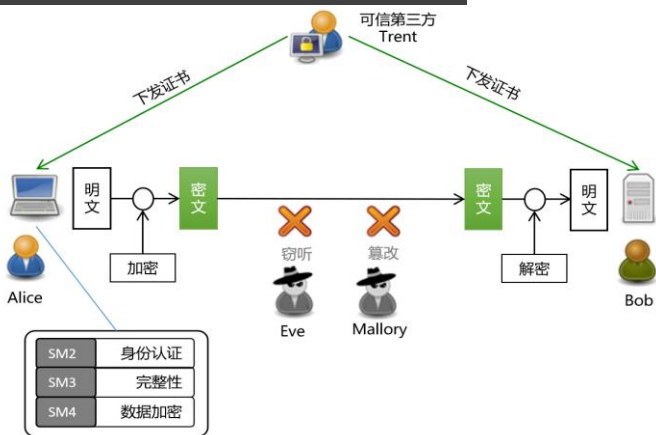 可信第三方
Trent
下发证书
下发证书
明文
密文
密文
明文
加密
窃听
篡改
解密
Alice
Eve
Mallory
Bob
SM2 身份认证
SM3 完整性
SM4 数据加密